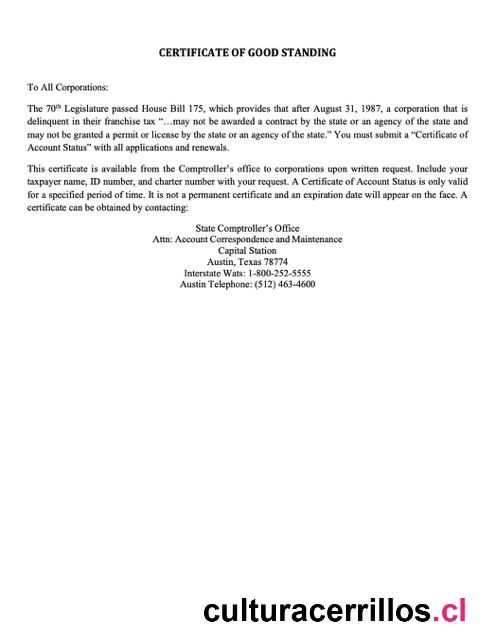 CERTIFICATE OF GOOD STANDING
To All Corporations:
The 70th Legislature passed House Bill 175, which provides that after August 31, 1987, a corporation that is
delinquent in their franchise tax “…may not be awarded a contract by the state or an agency of the state and
may not be granted a permit or license by the state or an agency of the state.” You must submit a “Certificate of
Account Status” with all applications and renewals.
This certificate is available from the Comptroller’s office to corporations upon written request. Include your
taxpayer name, ID number, and charter number with your request. A Certificate of Account Status is only valid
for a specified period of time. It is not a permanent certificate and an expiration date will appear on the face. A
certificate can be obtained by contacting:
State Comptroller’s Office
Attn: Account Correspondence and Maintenance
Capital Station
Austin, Texas 78774
Interstate Wats: 1-800-252-5555
Austin Telephone: (512) 463-4600
culturacerrillos.cl